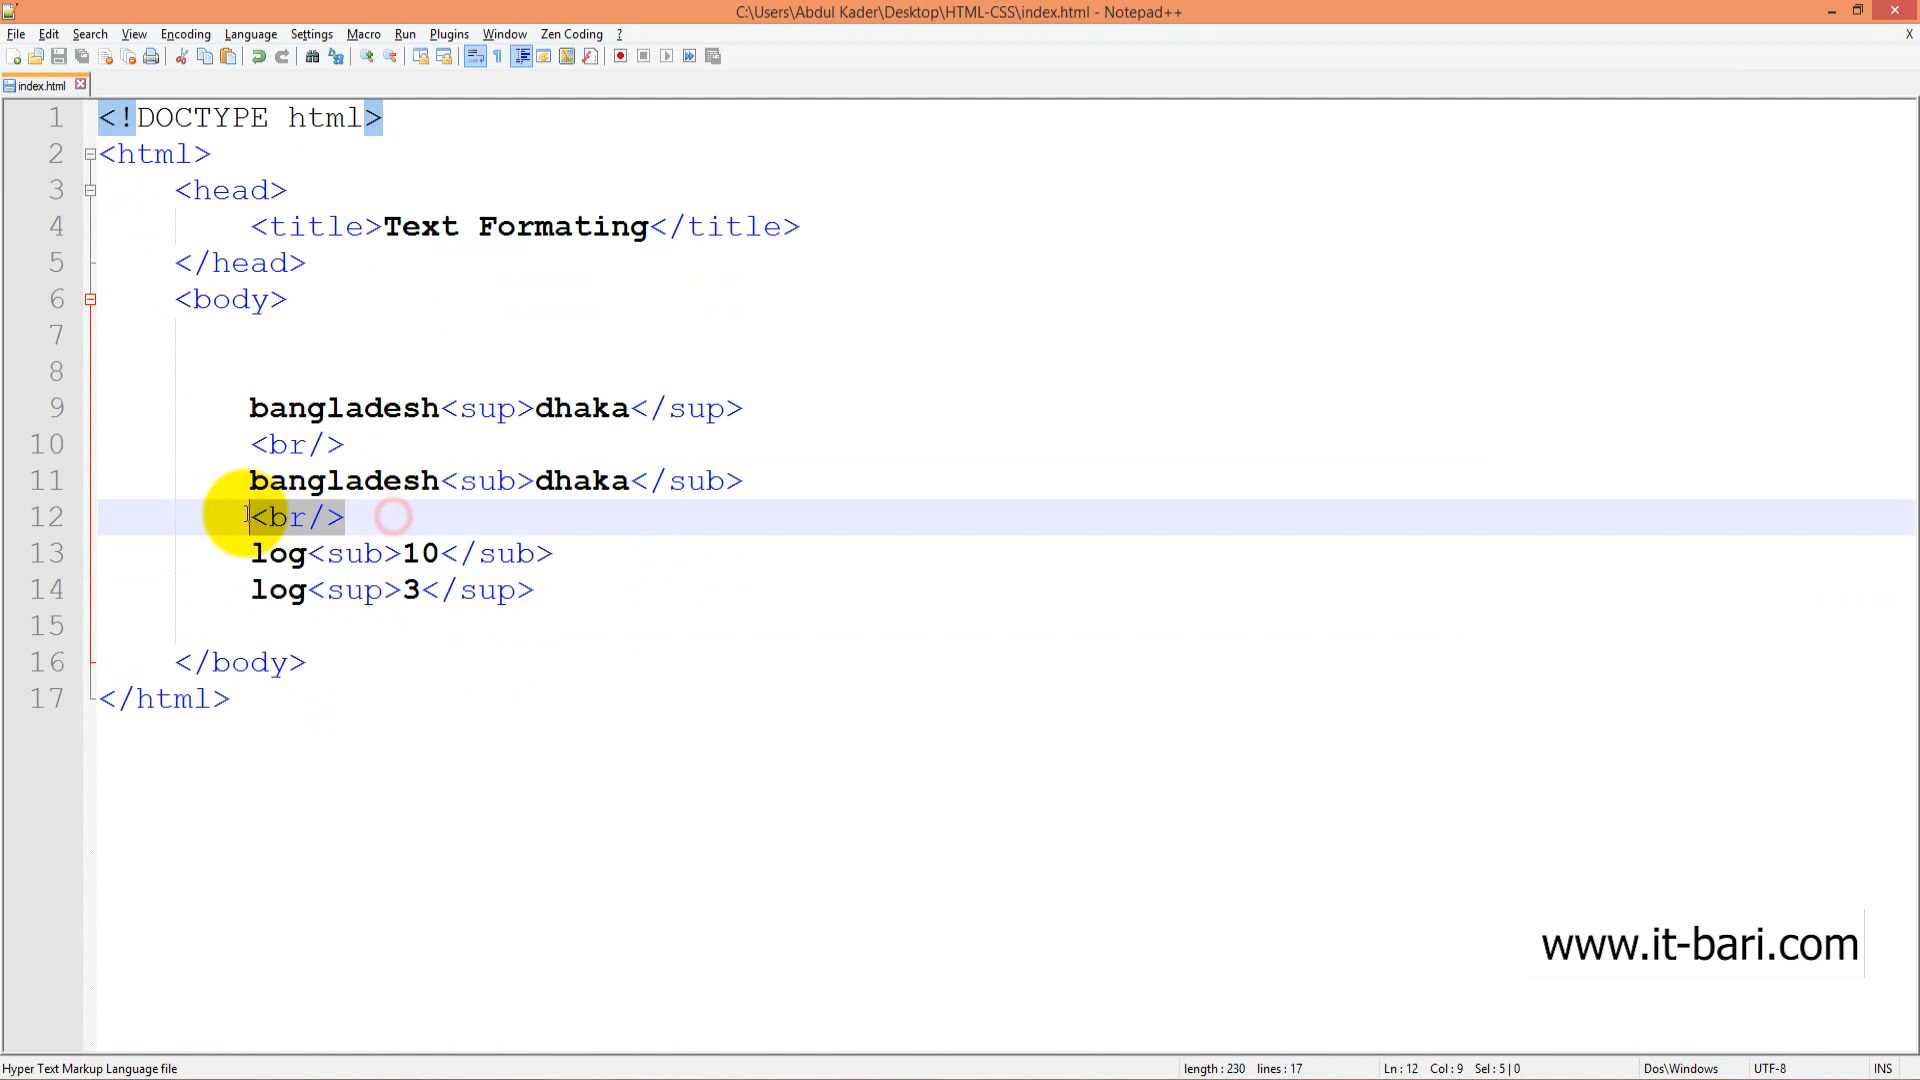 C:\Users\Abdul Kader\Desktop\HTML-CSS\index.html - Notepad++
File Edit Search View Encoding Language Settings Macro Run Plugins Window Zen Coding ? X
index.html
1 <!DOCTYPE html>
2 <html>
3 <head>
4 <title>Text Formating</title>
5 </head>
6 <body>
7
8
9 bangladesh<sup>dhaka</sup>
10 <br/>
11 bangladesh<sub>dhaka</sub>
12 <br/>
13 log<sub>10</sub>
14 log<sup>3</sup>
15
16 </body>
17 </html>
www.it-bari.com
Hyper Text Markup Language file length : 230 lines : 17 Ln : 12 Col : 9 Sel : 5 | 0 Dos\Windows UTF-8 INS